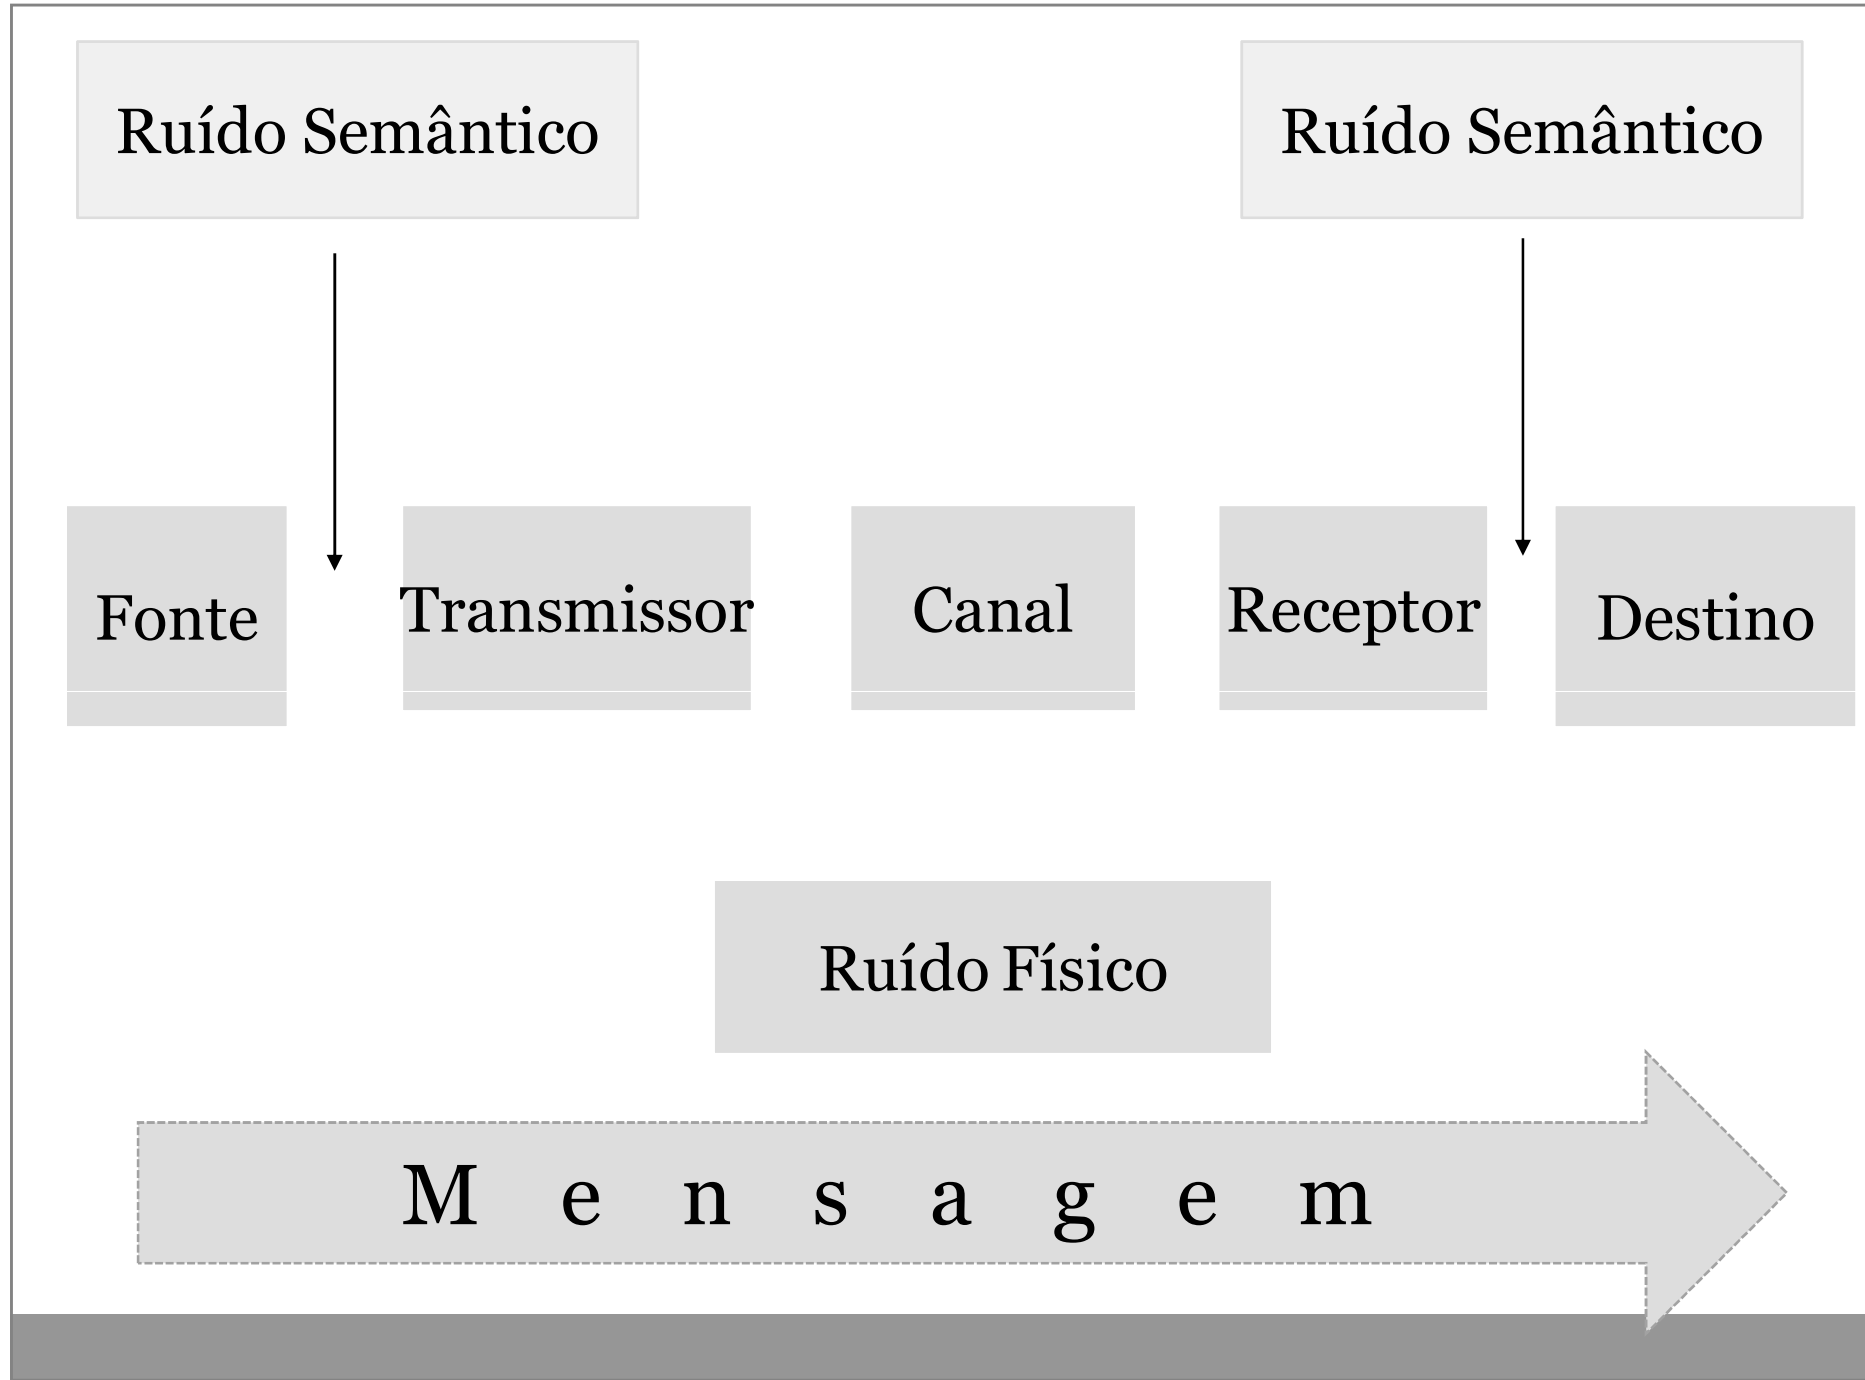 Ruído Semântico
Ruído Semântico
Fonte
Transmissor
Canal
Receptor
Destino
Ruído Físico
M e n s a g e m